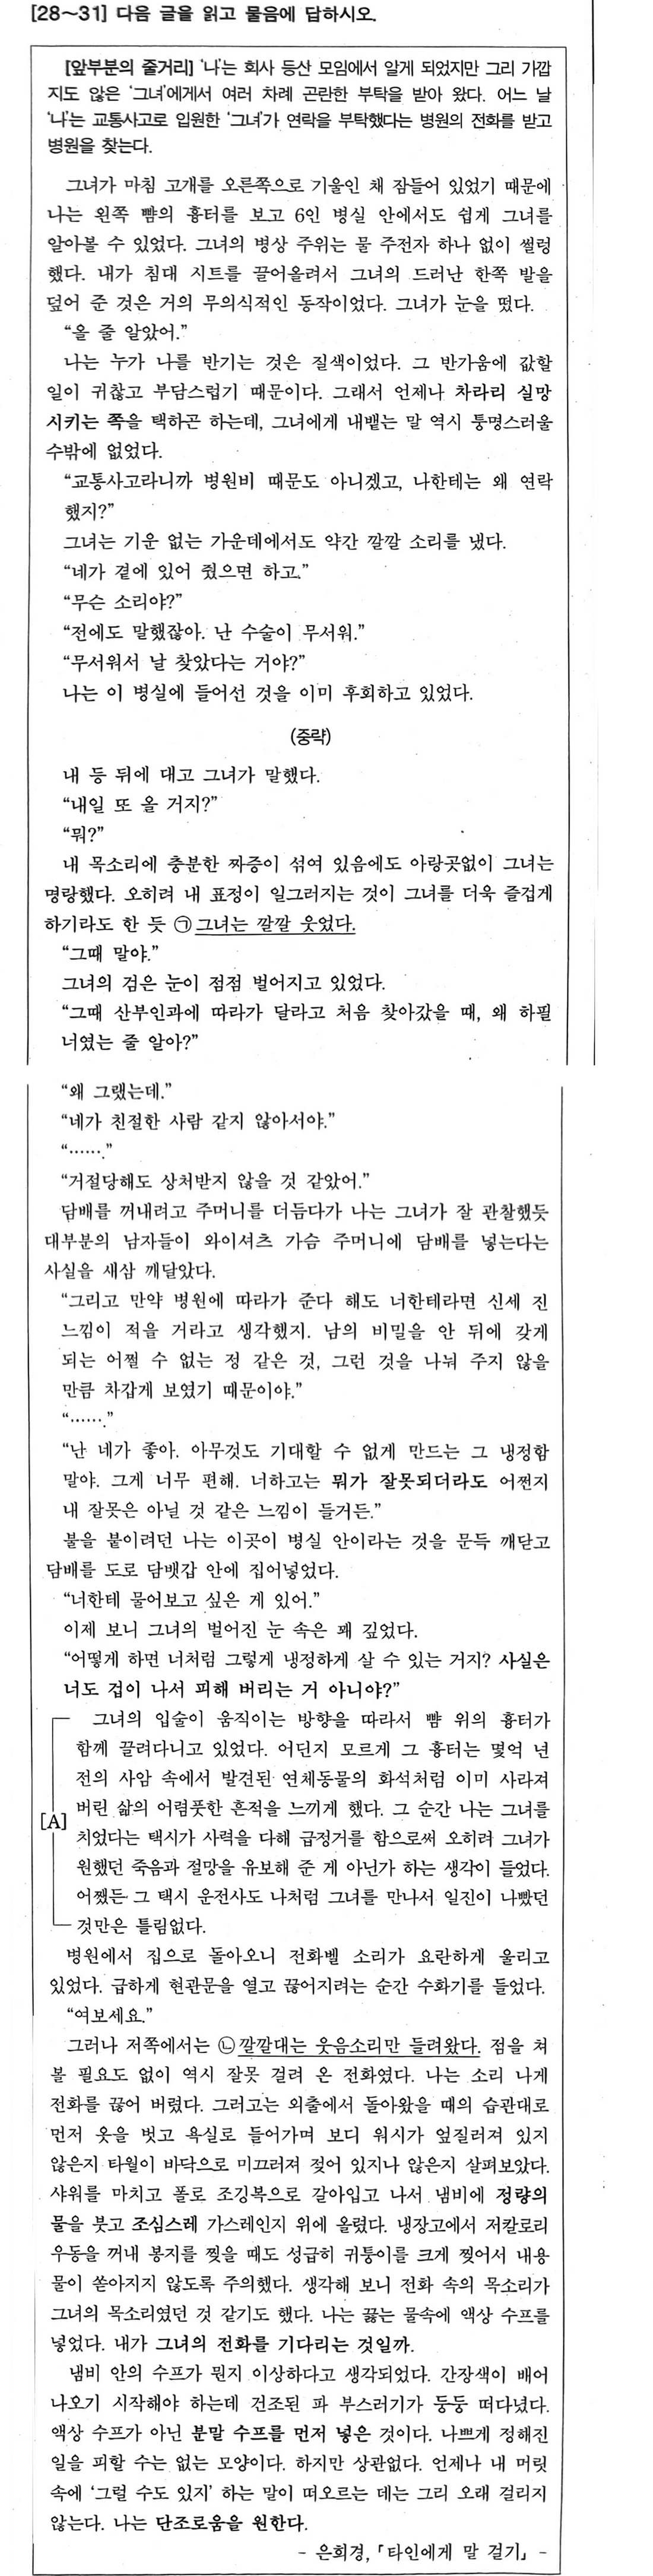 [28～31] 다음 글을 읽고 물음에 답하시오.
[앞부분의 줄거리] ‘나’는 회사 등산 모임에서 알게 되었지만 그리 가깝
지도 않은 ‘그녀’에게서 여러 차례 곤란한 부탁을 받아 왔다. 어느 날
‘나’는 교통사고로 입원한 ‘그녀’가 연락을 부탁했다는 병원의 전화를 받고
병원을 찾는다.
그녀가 마침 고개를 오른쪽으로 기울인 채 잠들어 있었기 때문에
나는 왼쪽 뺨의 흉터를 보고 6인 병실 안에서도 쉽게 그녀를
알아볼 수 있었다. 그녀의 병상 주위는 물 주전자 하나 없이 썰렁
했다. 내가 침대 시트를 끌어올려서 그녀의 드러난 한쪽 발을
덮어 준 것은 거의 무의식적인 동작이었다. 그녀가 눈을 떴다.
“올 줄 알았어.”
나는 누가 나를 반기는 것은 질색이었다. 그 반가움에 값할
일이 귀찮고 부담스럽기 때문이다. 그래서 언제나 차라리 실망
시키는 쪽을 택하곤 하는데, 그녀에게 내뱉는 말 역시 퉁명스러울
수밖에 없었다.
“교통사고라니까 병원비 때문도 아니겠고, 나한테는 왜 연락
했지?”
그녀는 기운 없는 가운데에서도 약간 깔깔 소리를 냈다.
“네가 곁에 있어 줬으면 하고.”
“무슨 소리야?”
“전에도 말했잖아. 난 수술이 무서워.”
“무서워서 날 찾았다는 거야?”
나는 이 병실에 들어선 것을 이미 후회하고 있었다.
(중략)
내 등 뒤에 대고 그녀가 말했다.
“내일 또 올 거지?”
“뭐?”
내 목소리에 충분한 짜증이 섞여 있음에도 아랑곳없이 그녀는
명랑했다. 오히려 내 표정이 일그러지는 것이 그녀를 더욱 즐겁게
하기라도 한 듯 ㉠그녀는 깔깔 웃었다.
“그때 말야.”
그녀의 검은 눈이 점점 벌어지고 있었다.
“그때 산부인과에 따라가 달라고 처음 찾아갔을 때, 왜 하필
너였는 줄 알아?”
“왜 그랬는데.”
“네가 친절한 사람 같지 않아서야.”
“…….”
“거절당해도 상처받지 않을 것 같았어.”
담배를 꺼내려고 주머니를 더듬다가 나는 그녀가 잘 관찰했듯
대부분의 남자들이 와이셔츠 가슴 주머니에 담배를 넣는다는
사실을 새삼 깨달았다.
“그리고 만약 병원에 따라가 준다 해도 너한테라면 신세 진
느낌이 적을 거라고 생각했지. 남의 비밀을 안 뒤에 갖게
되는 어쩔 수 없는 정 같은 것, 그런 것을 나눠 주지 않을
만큼 차갑게 보였기 때문이야.”
“…….”
“난 네가 좋아. 아무것도 기대할 수 없게 만드는 그 냉정함
말야. 그게 너무 편해. 너하고는 뭐가 잘못되더라도 어쩐지
내 잘못은 아닐 것 같은 느낌이 들거든.”
불을 붙이려던 나는 이곳이 병실 안이라는 것을 문득 깨닫고
담배를 도로 담뱃갑 안에 집어넣었다.
“너한테 물어보고 싶은 게 있어.”
이제 보니 그녀의 벌어진 눈 속은 꽤 깊었다.
“어떻게 하면 너처럼 그렇게 냉정하게 살 수 있는 거지? 사실은
너도 겁이 나서 피해 버리는 거 아니야?”
그녀의 입술이 움직이는 방향을 따라서 뺨 위의 흉터가
함께 끌려다니고 있었다. 어딘지 모르게 그 흉터는 몇억 년
전의 사암 속에서 발견된 연체동물의 화석처럼 이미 사라져
버린 삶의 어렴풋한 흔적을 느끼게 했다. 그 순간 나는 그녀를
[A]
치었다는 택시가 사력을 다해 급정거를 함으로써 오히려 그녀가
원했던 죽음과 절망을 유보해 준 게 아닌가 하는 생각이 들었다.
어쨌든 그 택시 운전사도 나처럼 그녀를 만나서 일진이 나빴던
것만은 틀림없다.
병원에서 집으로 돌아오니 전화벨 소리가 요란하게 울리고
있었다. 급하게 현관문을 열고 끊어지려는 순간 수화기를 들었다.
“여보세요.”
그러나 저쪽에서는 ㉡깔깔대는 웃음소리만 들려왔다. 점을 쳐
볼 필요도 없이 역시 잘못 걸려 온 전화였다. 나는 소리 나게
전화를 끊어 버렸다. 그러고는 외출에서 돌아왔을 때의 습관대로
먼저 옷을 벗고 욕실로 들어가며 보디 워시가 엎질러져 있지
않은지 타월이 바닥으로 미끄러져 젖어 있지나 않은지 살펴보았다.
샤워를 마치고 폴로 조깅복으로 갈아입고 나서 냄비에 정량의
물을 붓고 조심스레 가스레인지 위에 올렸다. 냉장고에서 저칼로리
우동을 꺼내 봉지를 찢을 때도 성급히 귀퉁이를 크게 찢어서 내용
물이 쏟아지지 않도록 주의했다. 생각해 보니 전화 속의 목소리가
그녀의 목소리였던 것 같기도 했다. 나는 끓는 물속에 액상 수프를
넣었다. 내가 그녀의 전화를 기다리는 것일까.
냄비 안의 수프가 뭔지 이상하다고 생각되었다. 간장색이 배어
나오기 시작해야 하는데 건조된 파 부스러기가 둥둥 떠다녔다.
액상 수프가 아닌 분말 수프를 먼저 넣은 것이다. 나쁘게 정해진
일을 피할 수는 없는 모양이다. 하지만 상관없다. 언제나 내 머릿
속에 ‘그럴 수도 있지’ 하는 말이 떠오르는 데는 그리 오래 걸리지
않는다. 나는 단조로움을 원한다.
- 은희경, 「타인에게 말 걸기」 -